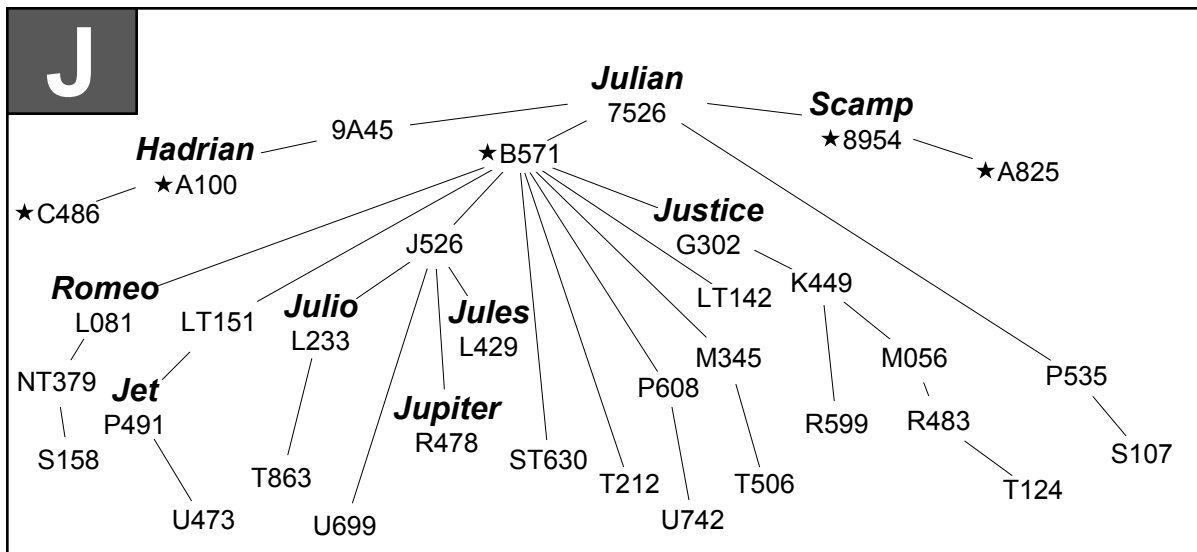 J
Julian
7526
Scamp
★8954
9A45
Hadrian
★A100
★B571
★A825
★C486
Justice
G302
J526
K449
Romeo
L081
LT151
Julio
L233
Jules
L429
LT142
M345
M056
P535
NT379
Jet
P491
Jupiter
R478
P608
R599
R483
S107
S158
T863
ST630
T212
T506
T124
U473
U699
U742